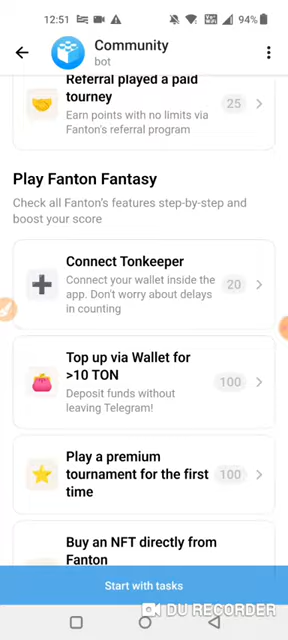 12:51
94%
Community
bot
Referral played a paid
tourney
Earn points with no limits via
Fanton's referral program
25
Play Fanton Fantasy
Check all Fanton's features step-by-step and
boost your score
Connect Tonkeeper
Connect your wallet inside the
app. Don't worry about delays
in counting
20
Top up via Wallet for
>10 TON
Deposit funds without
leaving Telegram!
100
Play a premium
tournament for the first
time
100
Buy an NFT directly from
Fanton
Start with tasks
DU RECORDER